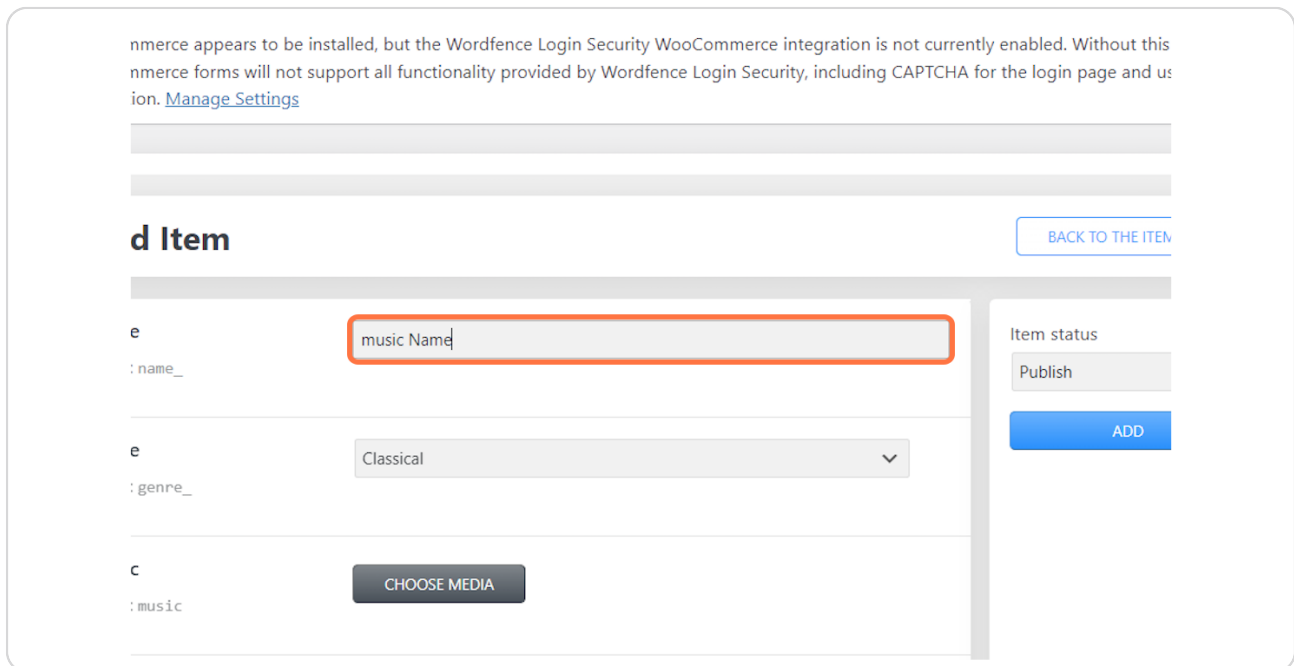 nmerce appears to be installed, but the Wordfence Login Security WooCommerce integration is not currently enabled. Without this
nmerce forms will not support all functionality provided by Wordfence Login Security, including CAPTCHA for the login page and us
ion. Manage Settings
d Item
BACK TO THE ITEM
e
music Name
: name_
Item status
Publish
ADD
e
Classical
: genre_
c
CHOOSE MEDIA
: music